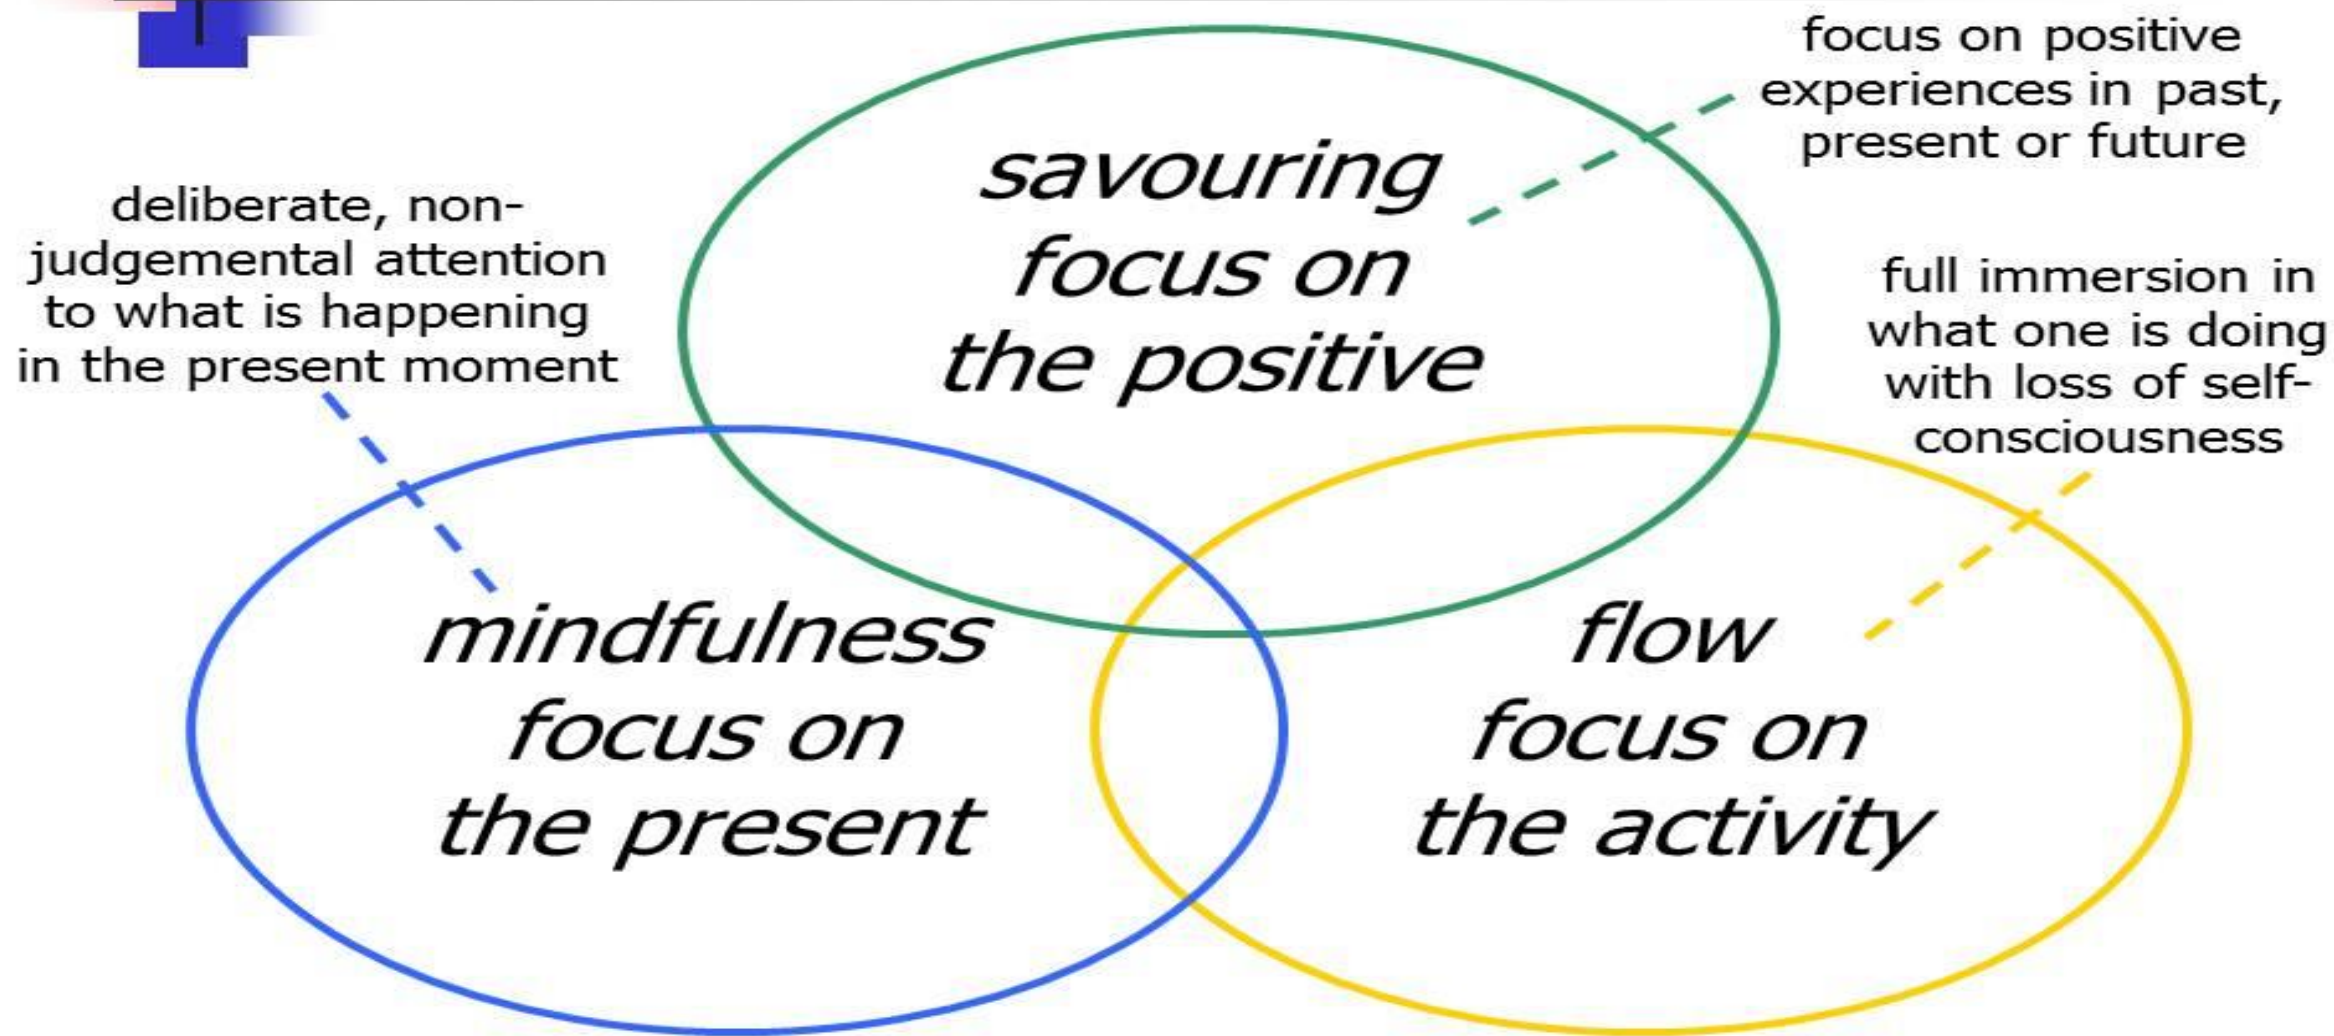 focus on positive
experiences in past,
present or future
savouring
focus on
the positive
deliberate, non-
judgemental attention
to what is happening
in the present moment
full immersion in
what one is doing
with loss of self-
consciousness
mindfulness
focus on
the present
flow
focus on
the activity